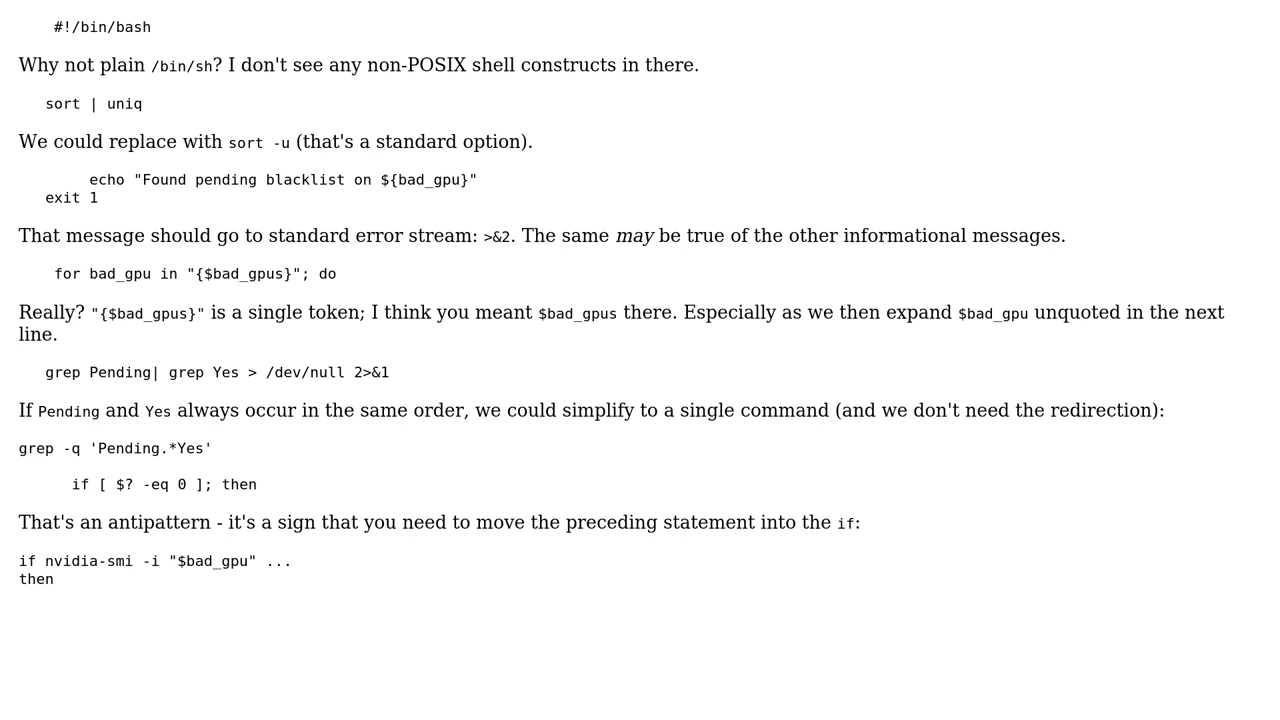 #!/bin/bash
Why not plain /bin/sh? I don't see any non-POSIX shell constructs in there.
sort | uniq
We could replace with sort -u (that's a standard option).
echo "Found pending blacklist on ${bad_gpu}"
exit 1
That message should go to standard error stream: >&2. The same may be true of the other informational messages.
for bad_gpu in "{$bad_gpus}"; do
Really? "{$bad_gpus}" is a single token; I think you meant $bad_gpus there. Especially as we then expand $bad_gpu unquoted in the next
line.
grep Pending| grep Yes > /dev/null 2>&1
If Pending and Yes always occur in the same order, we could simplify to a single command (and we don't need the redirection):
grep -q 'Pending.*Yes'
if [ $? -eq 0 ]; then
That's an antipattern - it's a sign that you need to move the preceding statement into the if:
if nvidia-smi -i "$bad_gpu" ...
then